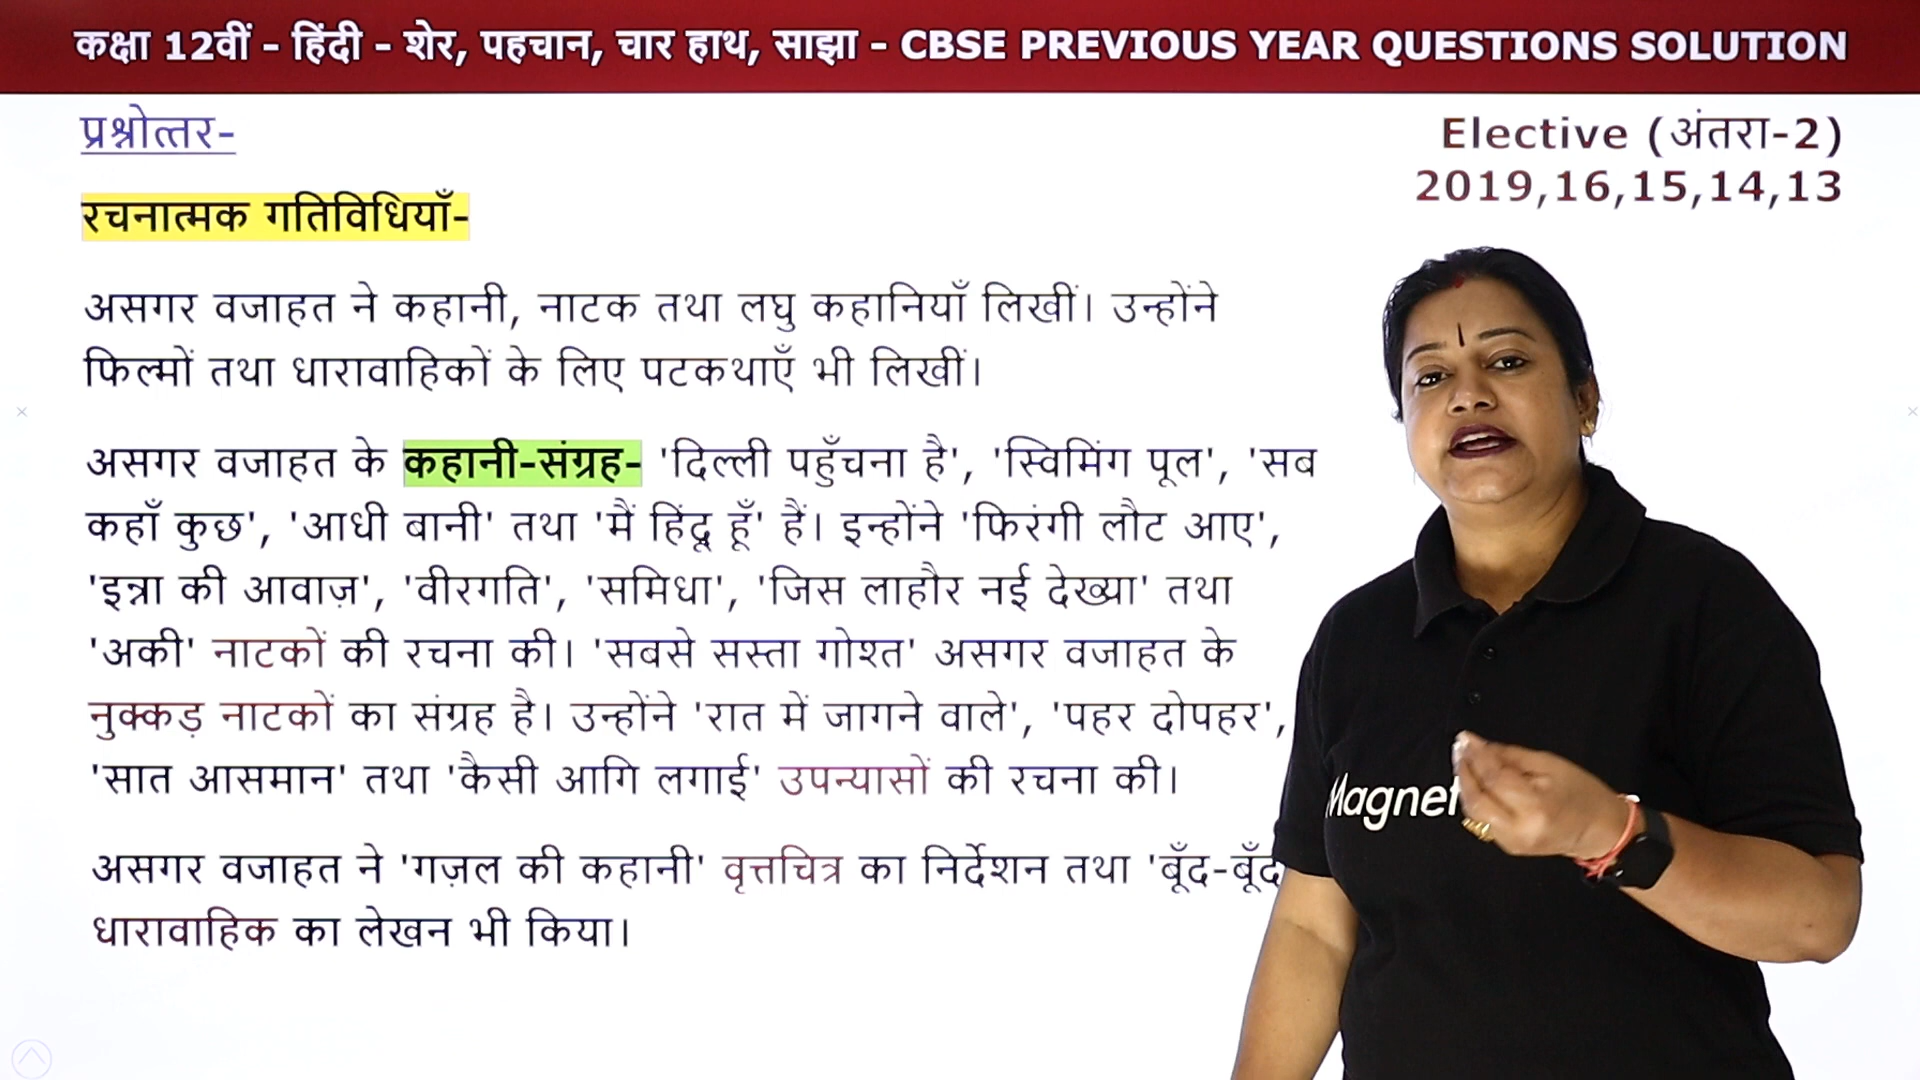 कक्षा 12वीं – हिंदी – शेर, पहचान, चार हाथ, साझा – CBSE PREVIOUS YEAR QUESTIONS SOLUTION
प्रश्नोत्तर-
Elective (अंतरा-2)
2019,16,15,14,13
रचनात्मक गतिविधियाँ-
असगर वजाहत ने कहानी, नाटक तथा लघु कहानियाँ लिखीं। उन्होंने
फिल्मों तथा धारावाहिकों के लिए पटकथाएँ भी लिखीं।
असगर वजाहत के कहानी-संग्रह- 'दिल्ली पहुँचना है', 'स्विमिंग पूल', 'सब
कहाँ कुछ', 'आधी बानी' तथा 'मैं हिंदू हूँ' हैं। इन्होंने 'फिरंगी लौट आए',
'इन्ना की आवाज़', 'वीरगति', 'समिधा', 'जिस लाहौर नई देख्या' तथा
'अकी' नाटकों की रचना की। 'सबसे सस्ता गोश्त' असगर वजाहत के
नुक्कड़ नाटकों का संग्रह है। उन्होंने 'रात में जागने वाले', 'पहर दोपहर',
'सात आसमान' तथा 'कैसी आगि लगाई' उपन्यासों की रचना की।
असगर वजाहत ने 'गज़ल की कहानी' वृत्तचित्र का निर्देशन तथा 'बूँद-बूँद
धारावाहिक का लेखन भी किया।